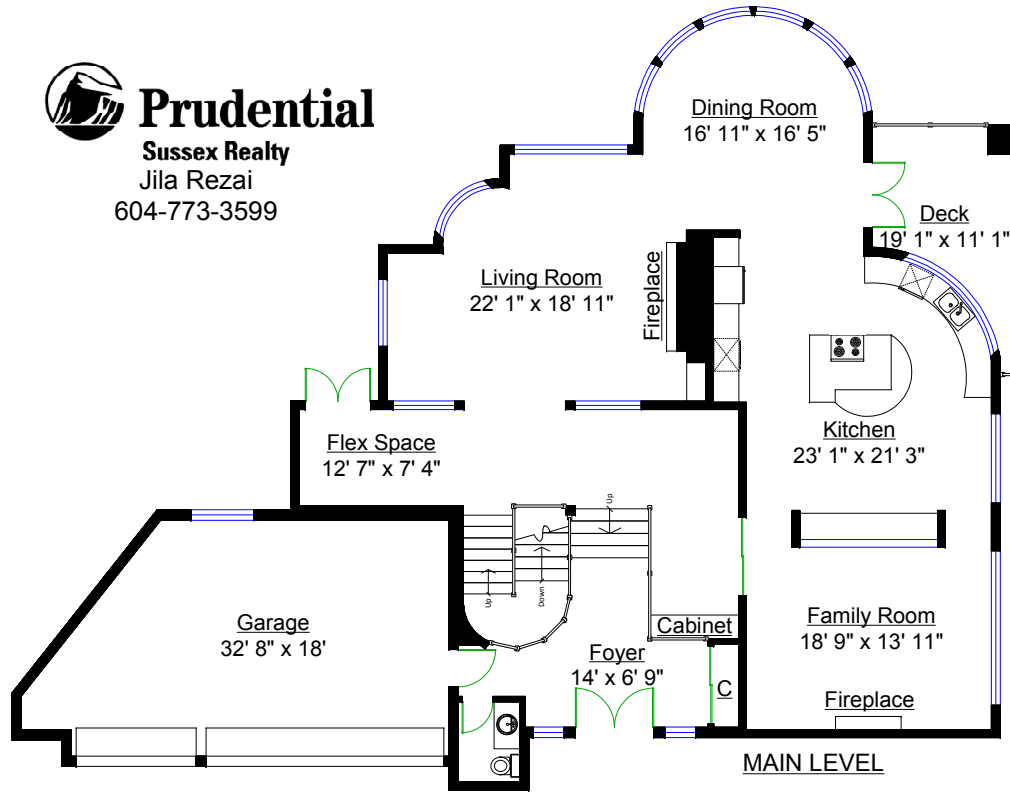 Prudential
Sussex Realty
Jila Rezai
604-773-3599
Dining Room
16' 11" x 16' 5"
Deck
19' 1" x 11' 1"
Living Room
22' 1" x 18' 11"
Fireplace
Kitchen
23' 1" x 21' 3"
Flex Space
12' 7" x 7' 4"
Up
Up
Down
Garage
32' 8" x 18'
Cabinet
Family Room
18' 9" x 13' 11"
Foyer
14' x 6' 9"
C
Fireplace
MAIN LEVEL